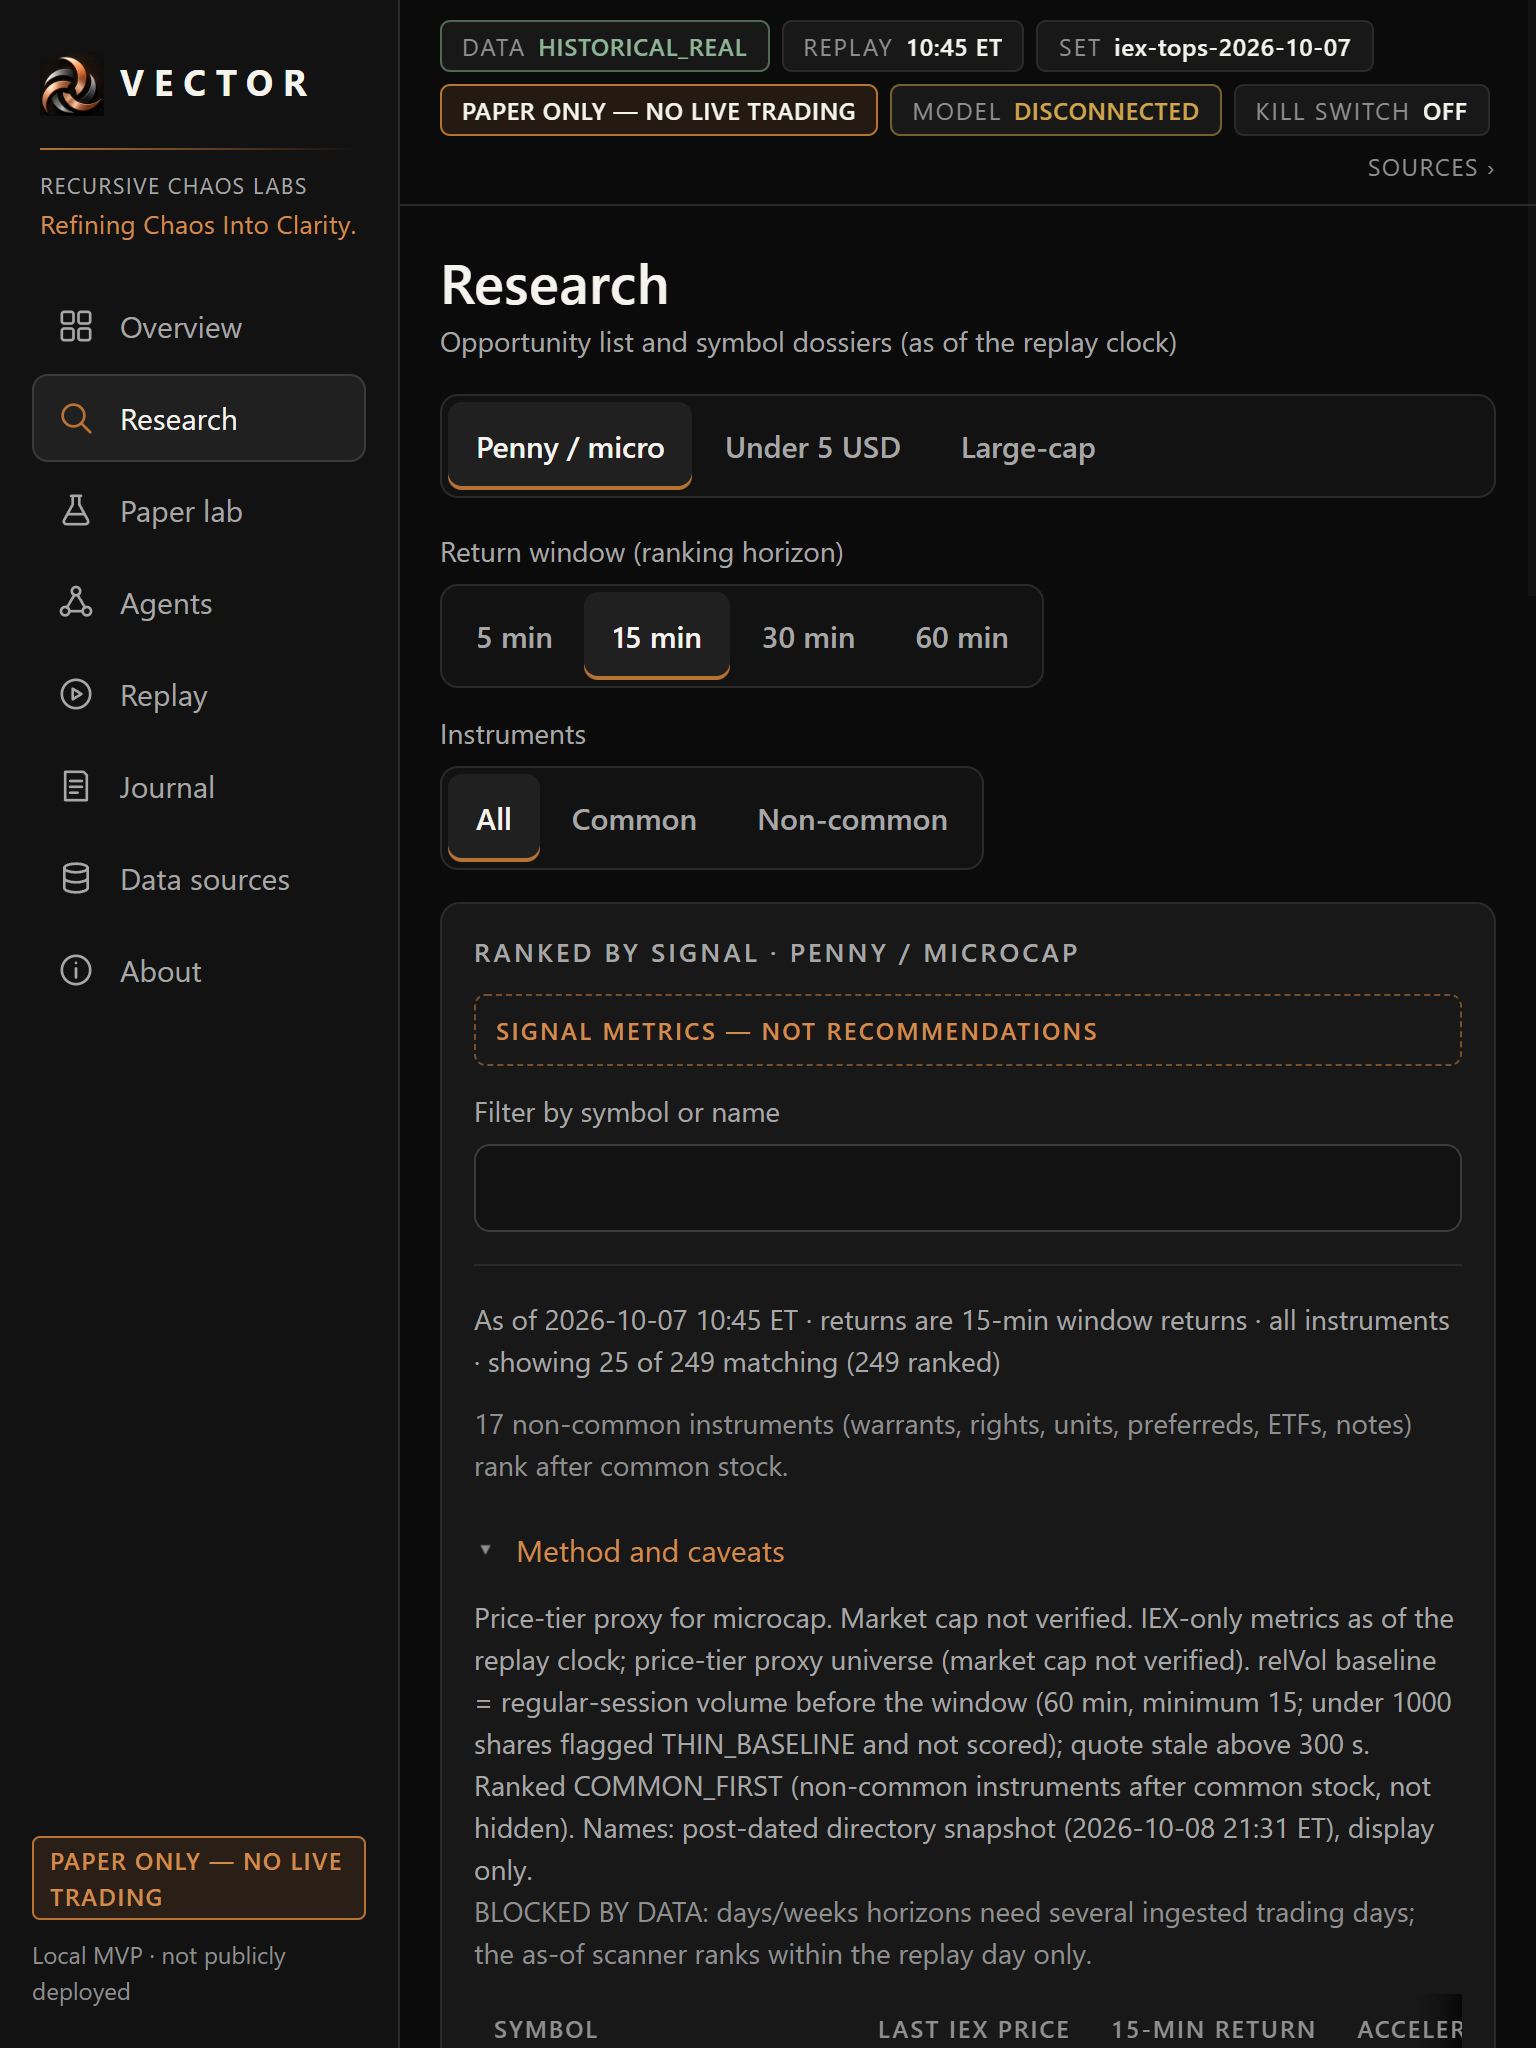 VECTOR
RECURSIVE CHAOS LABS
Refining Chaos Into Clarity.
Overview
Research
Paper lab
Agents
Replay
Journal
Data sources
About
PAPER ONLY — NO LIVE
TRADING
Local MVP · not publicly
deployed
DATA HISTORICAL_REAL
REPLAY 10:45 ET
SET iex-tops-2026-10-07
PAPER ONLY — NO LIVE TRADING
MODEL DISCONNECTED
KILL SWITCH OFF
SOURCES ›
Research
Opportunity list and symbol dossiers (as of the replay clock)
Penny / micro
Under 5 USD
Large-cap
Return window (ranking horizon)
5 min
15 min
30 min
60 min
Instruments
All
Common
Non-common
RANKED BY SIGNAL · PENNY / MICROCAP
SIGNAL METRICS — NOT RECOMMENDATIONS
Filter by symbol or name
As of 2026-10-07 10:45 ET · returns are 15-min window returns · all instruments
· showing 25 of 249 matching (249 ranked)
17 non-common instruments (warrants, rights, units, preferreds, ETFs, notes)
rank after common stock.
▼ Method and caveats
Price-tier proxy for microcap. Market cap not verified. IEX-only metrics as of the
replay clock; price-tier proxy universe (market cap not verified). relVol baseline
= regular-session volume before the window (60 min, minimum 15; under 1000
shares flagged THIN_BASELINE and not scored); quote stale above 300 s.
Ranked COMMON_FIRST (non-common instruments after common stock, not
hidden). Names: post-dated directory snapshot (2026-10-08 21:31 ET), display
only.
BLOCKED BY DATA: days/weeks horizons need several ingested trading days;
the as-of scanner ranks within the replay day only.
SYMBOL
LAST IEX PRICE
15-MIN RETURN
ACCELER